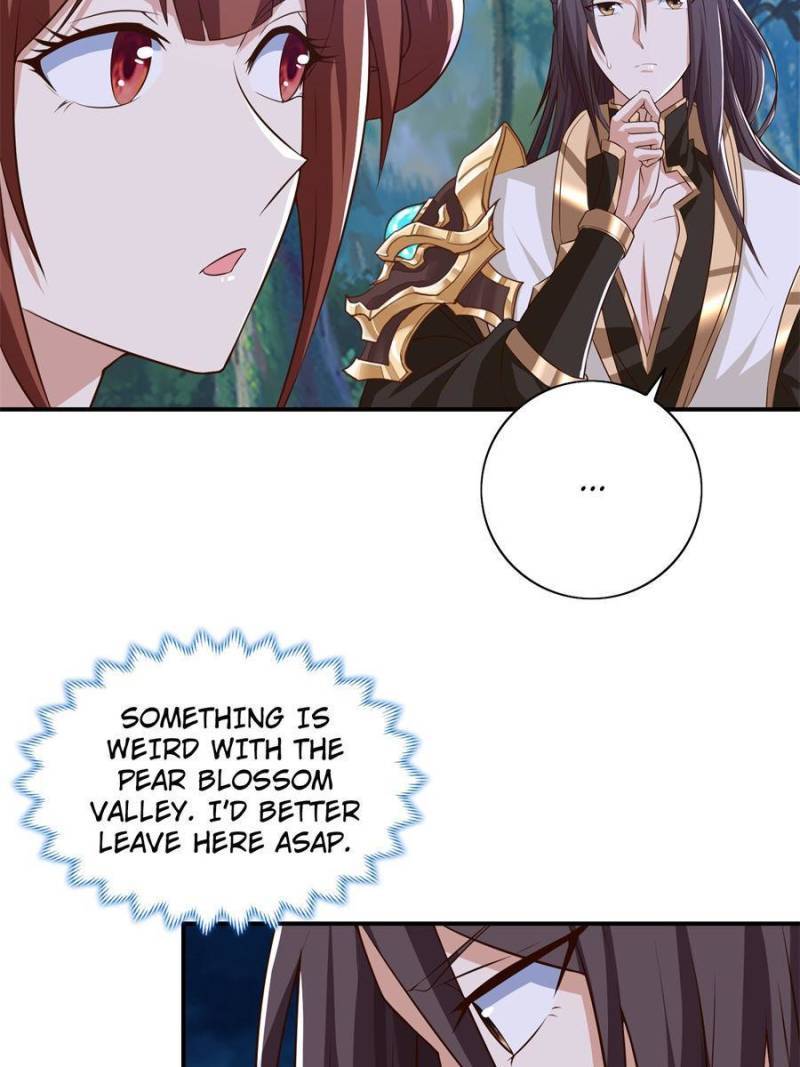 ...
SOMETHING IS
WEIRD WITH THE
PEAR BLOSSOM
VALLEY. I'D BETTER
LEAVE HERE ASAP.